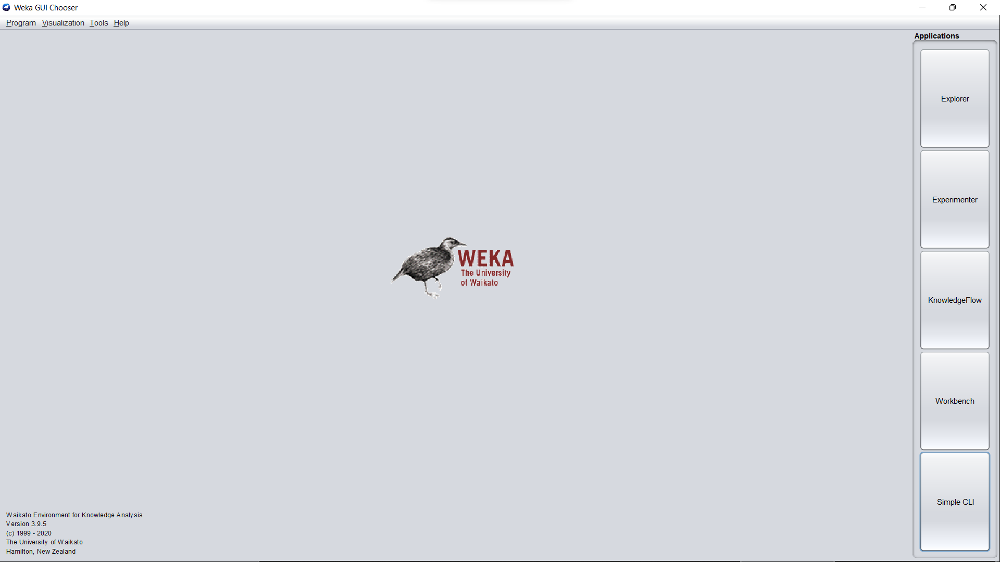 Weka GUI Chooser
Program Visualization Tools Help
Applications
Explorer
Experimenter
KnowledgeFlow
Workbench
Simple CLI
WEKA
The University
of Waikato
Waikato Environment for Knowledge Analysis
Version 3.9.5
(c) 1999 - 2020
The University of Waikato
Hamilton, New Zealand